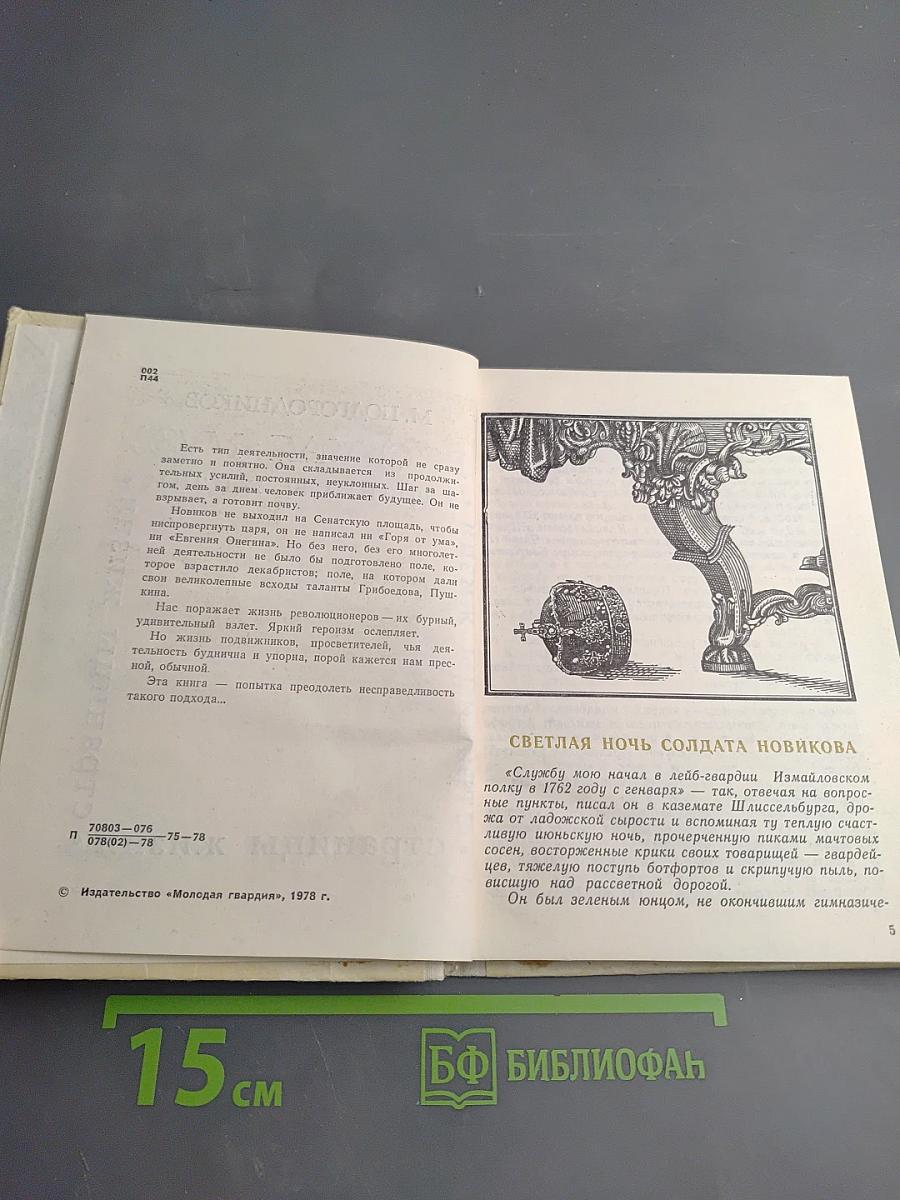 002
П44
Есть тип деятельности, значение которой не сразу
заметно и понятно. Она складывается из продолжи-
тельных усилий, постоянных, неуклонных. Шаг за ша-
гом, день за днем человек приближает будущее. Он не
взрывает, а готовит почву.
Новиков не выходил на Сенатскую площадь, чтобы
ниспровергнуть царя, он не написал ни «Горя от ума»,
ни «Евгения Онегина». Но без него, без его многолет-
ней деятельности не было бы подготовлено поле, ко-
торое взрастило декабристов; поле, на котором дали
свои великолепные всходы таланты Грибоедова, Пуш-
кина.
Нас поражает жизнь революционеров — их бурный,
удивительный взлет. Яркий героизм ослепляет.
Но жизнь подвижников, просветителей, чья дея-
тельность буднична и упорна, порой кажется нам прес-
ной, обычной.
Эта книга — попытка преодолеть несправедливость
такого подхода...
П 70803—076
078(02)—78 75—78
© Издательство «Молодая гвардия», 1978 г.
СВЕТЛАЯ НОЧЬ СОЛДАТА НОВИКОВА
«Службу мою начал в лейб-гвардии Измайловском
полку в 1762 году с генваря» — так, отвечая на вопрос-
ные пункты, писал он в каземате Шлиссельбурга, дро-
жа от ладожской сырости и вспоминая ту теплую счаст-
ливую июньскую ночь, прочерченную пиками мачтовых
сосен, восторженные крики своих товарищей — гвардей-
цев, тяжелую поступь ботфортов и скрипучую пыль, по-
висшую над рассветной дорогой.
Он был зеленым юнцом, не окончившим гимназиче-
5
15 см
БФ БИБЛИОФАН